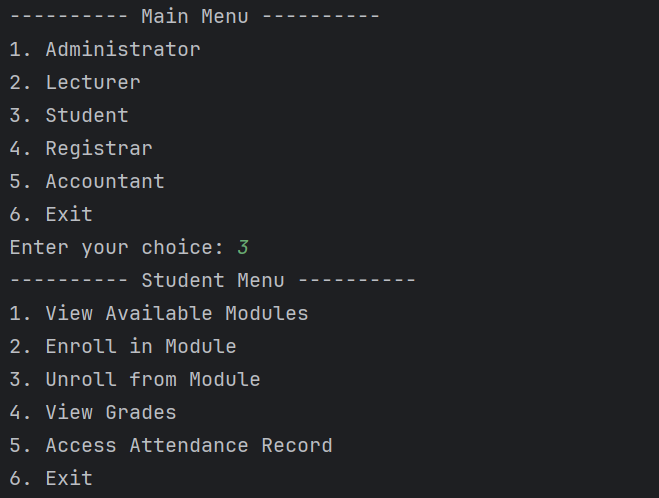 ---------- Main Menu ----------
1. Administrator
2. Lecturer
3. Student
4. Registrar
5. Accountant
6. Exit
Enter your choice: 3
---------- Student Menu ----------
1. View Available Modules
2. Enroll in Module
3. Unroll from Module
4. View Grades
5. Access Attendance Record
6. Exit